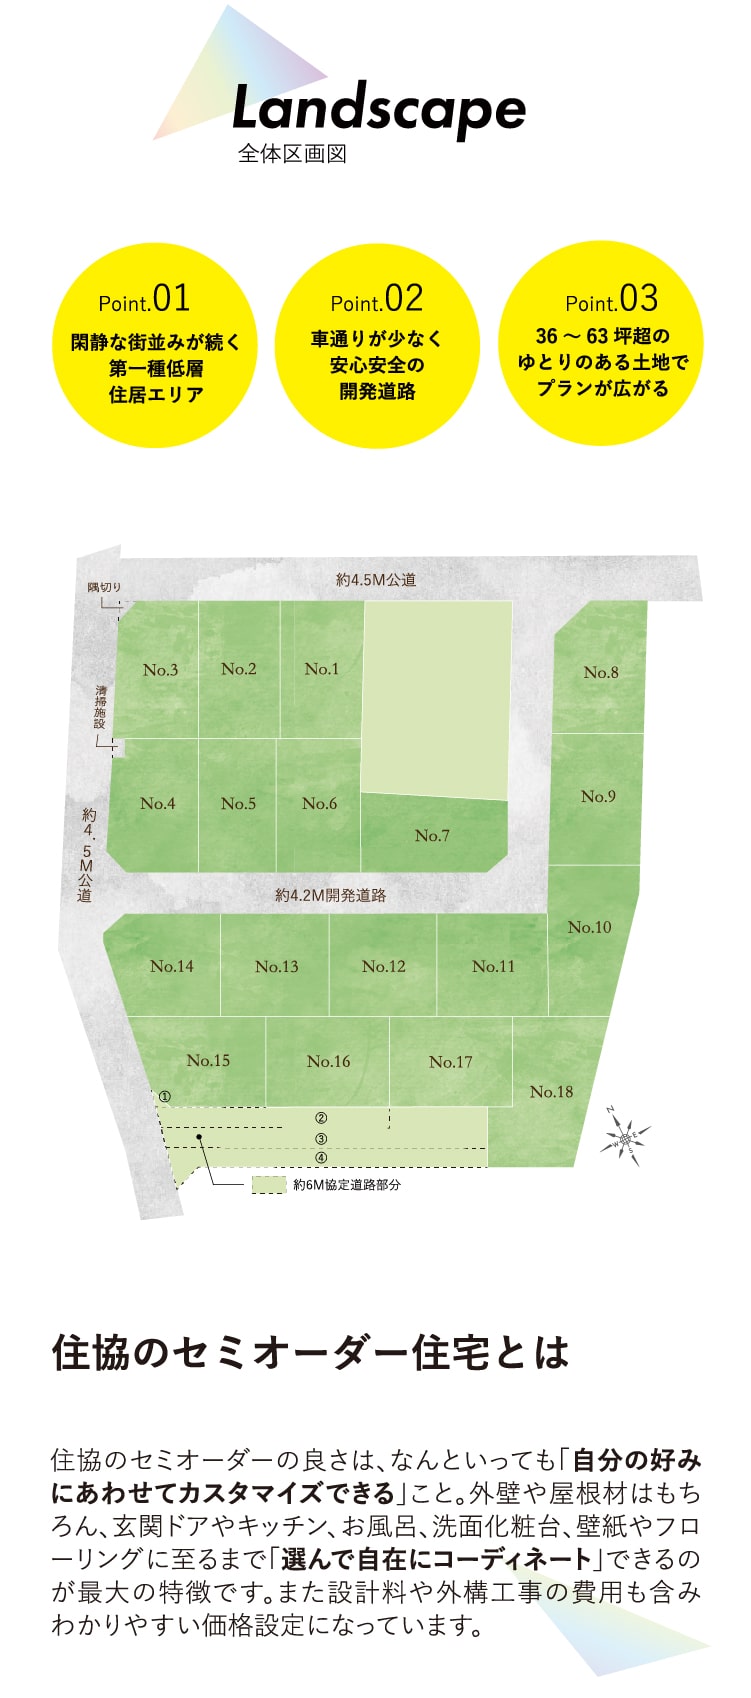 Landscape
全体区画図
Point.01
閑静な街並みが続く
第一種低層
住居エリア
Point.02
車通りが少なく
安心安全の
開発道路
Point.03
36～63坪超の
ゆとりのある土地で
プランが広がる
約4.5M公道
隅切り
No.3
No.2
No.1
No.8
清掃施設
No.4
No.5
No.6
No.7
No.9
約4.5M公道
約4.2M開発道路
No.10
No.14
No.13
No.12
No.11
No.15
No.16
No.17
No.18
①
②
③
④
N
E
W
S
約6M協定道路部分
住協のセミオーダー住宅とは
住協のセミオーダーの良さは、なんといっても「自分の好み
にあわせてカスタマイズできる」こと。外壁や屋根材はもち
ろん、玄関ドアやキッチン、お風呂、洗面化粧台、壁紙やフロ
ーリングに至るまで「選んで自在にコーディネート」できるの
が最大の特徴です。また設計料や外構工事の費用も含み
わかりやすい価格設定になっています。